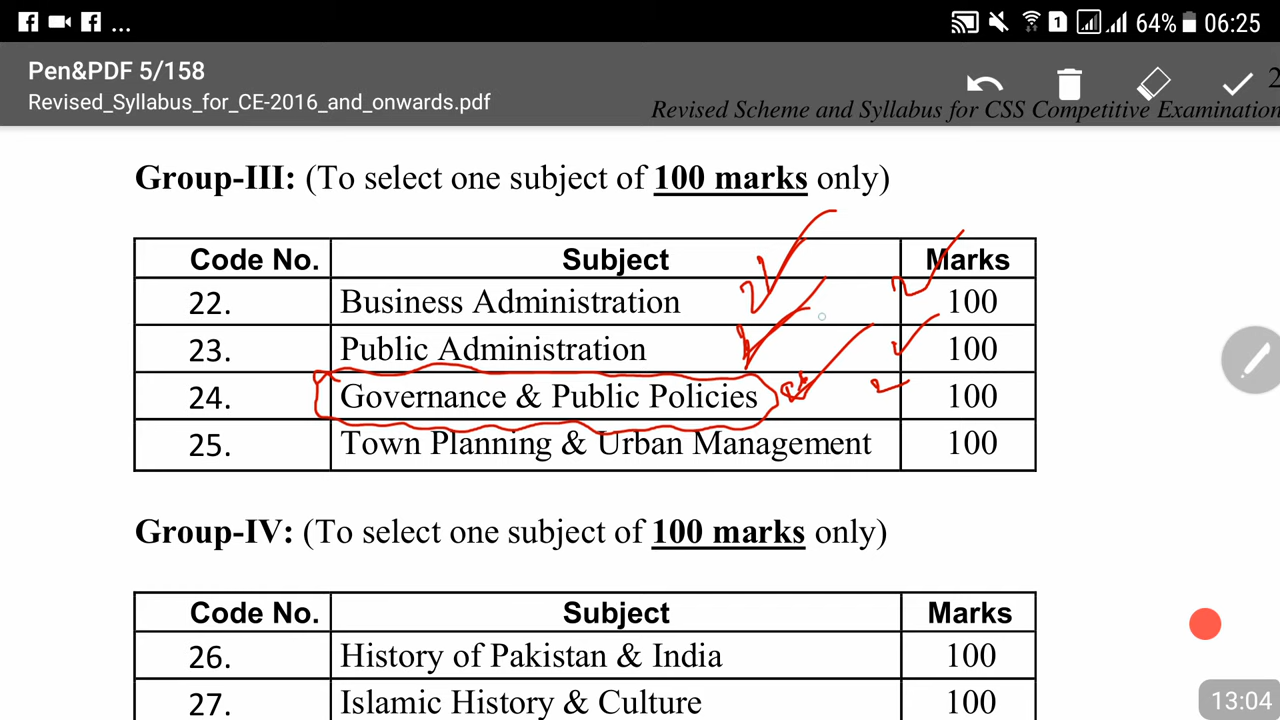 ... 1 64% 06:25
Pen&PDF 5/158
Revised_Syllabus_for_CE-2016_and_onwards.pdf
2
Revised Scheme and Syllabus for CSS Competitive Examination
Group-III: (To select one subject of 100 marks only)
Code No. Subject Marks
22. Business Administration 100
23. Public Administration 100
24. Governance & Public Policies 100
25. Town Planning & Urban Management 100
Group-IV: (To select one subject of 100 marks only)
Code No. Subject Marks
26. History of Pakistan & India 100
27. Islamic History & Culture 100
13:04